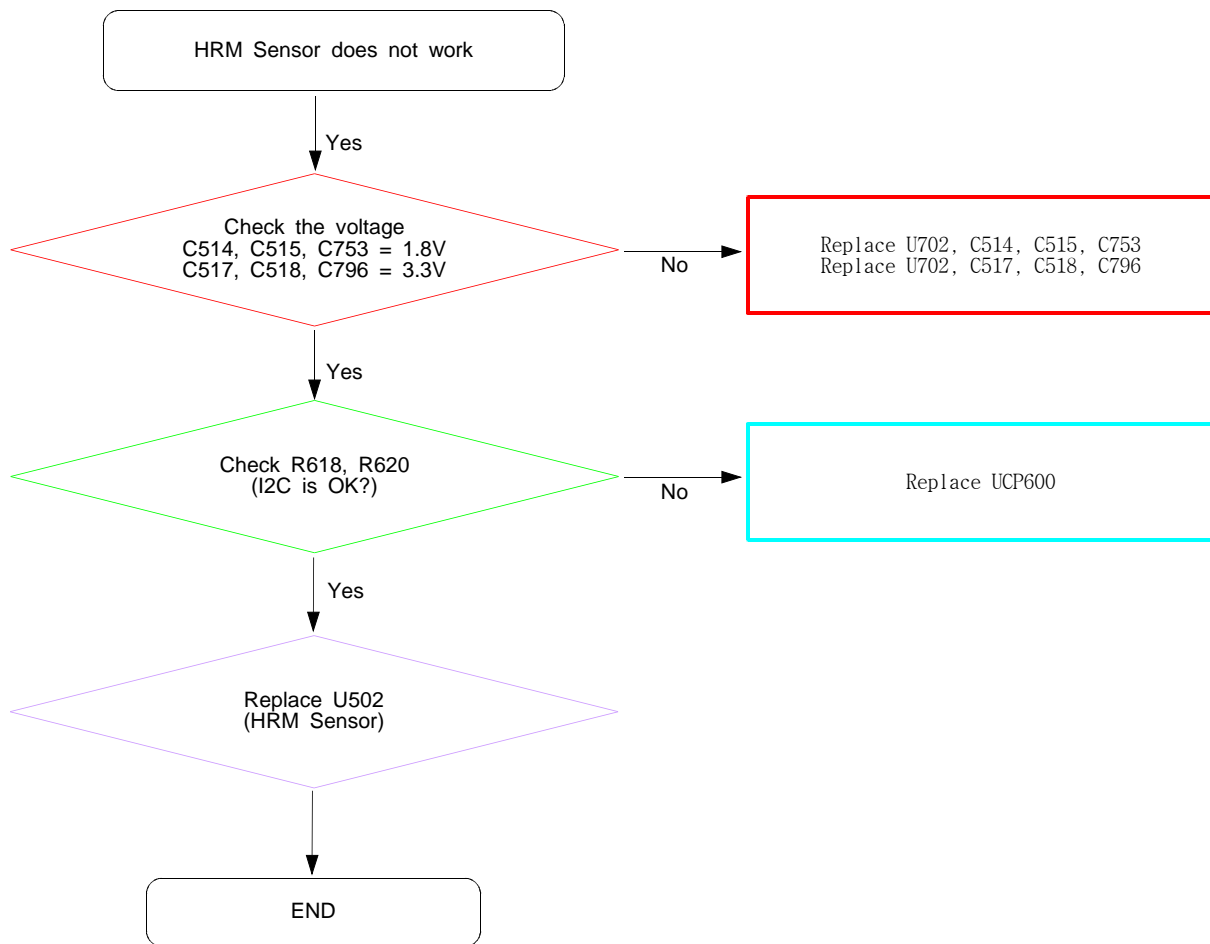 HRM Sensor does not work
Yes
Check the voltage
C514, C515, C753 = 1.8V
C517, C518, C796 = 3.3V
No
Replace U702, C514, C515, C753
Replace U702, C517, C518, C796
Yes
Check R618, R620
(I2C is OK?)
No
Replace UCP600
Yes
Replace U502
(HRM Sensor)
END